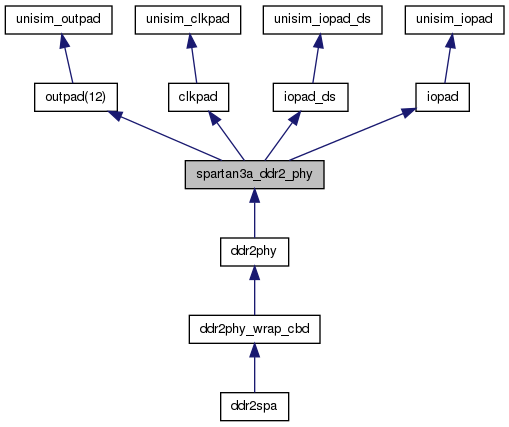 unisim_outpad
unisim_clkpad
unisim_iopad_ds
unisim_iopad
outpad(12)
clkpad
iopad_ds
iopad
spartan3a_ddr2_phy
ddr2phy
ddr2phy_wrap_cbd
ddr2spa